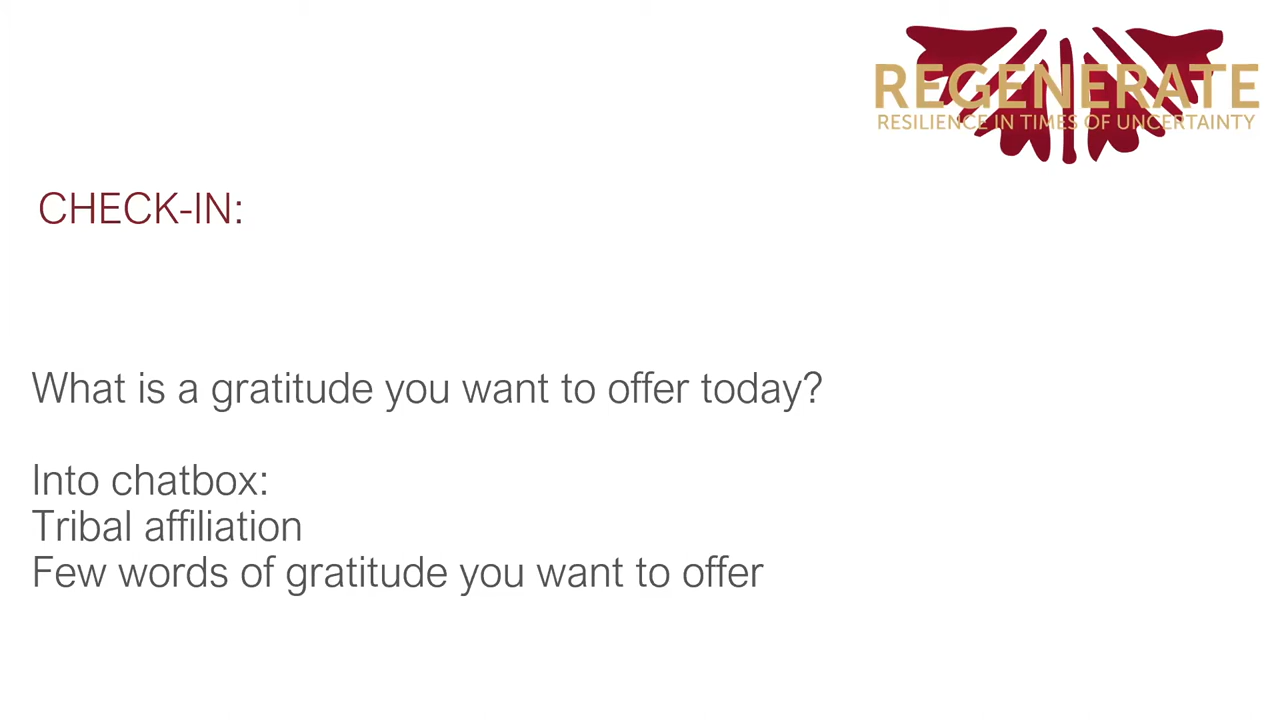 REGENERATE
RESILIENCE IN TIMES OF UNCERTAINTY
CHECK-IN:
What is a gratitude you want to offer today?
Into chatbox:
Tribal affiliation
Few words of gratitude you want to offer